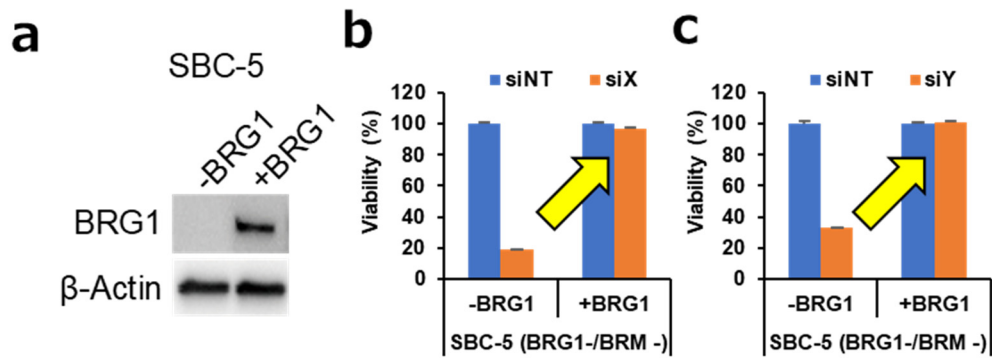 a
SBC-5
-BRG1
+BRG1
BRG1
β-Actin
b
siNT siX
Viability (%)
120
100
80
60
40
20
0
-BRG1 +BRG1
SBC-5 (BRG1-/BRM -)
c
siNT siY
Viability (%)
120
100
80
60
40
20
0
-BRG1 +BRG1
SBC-5 (BRG1-/BRM -)